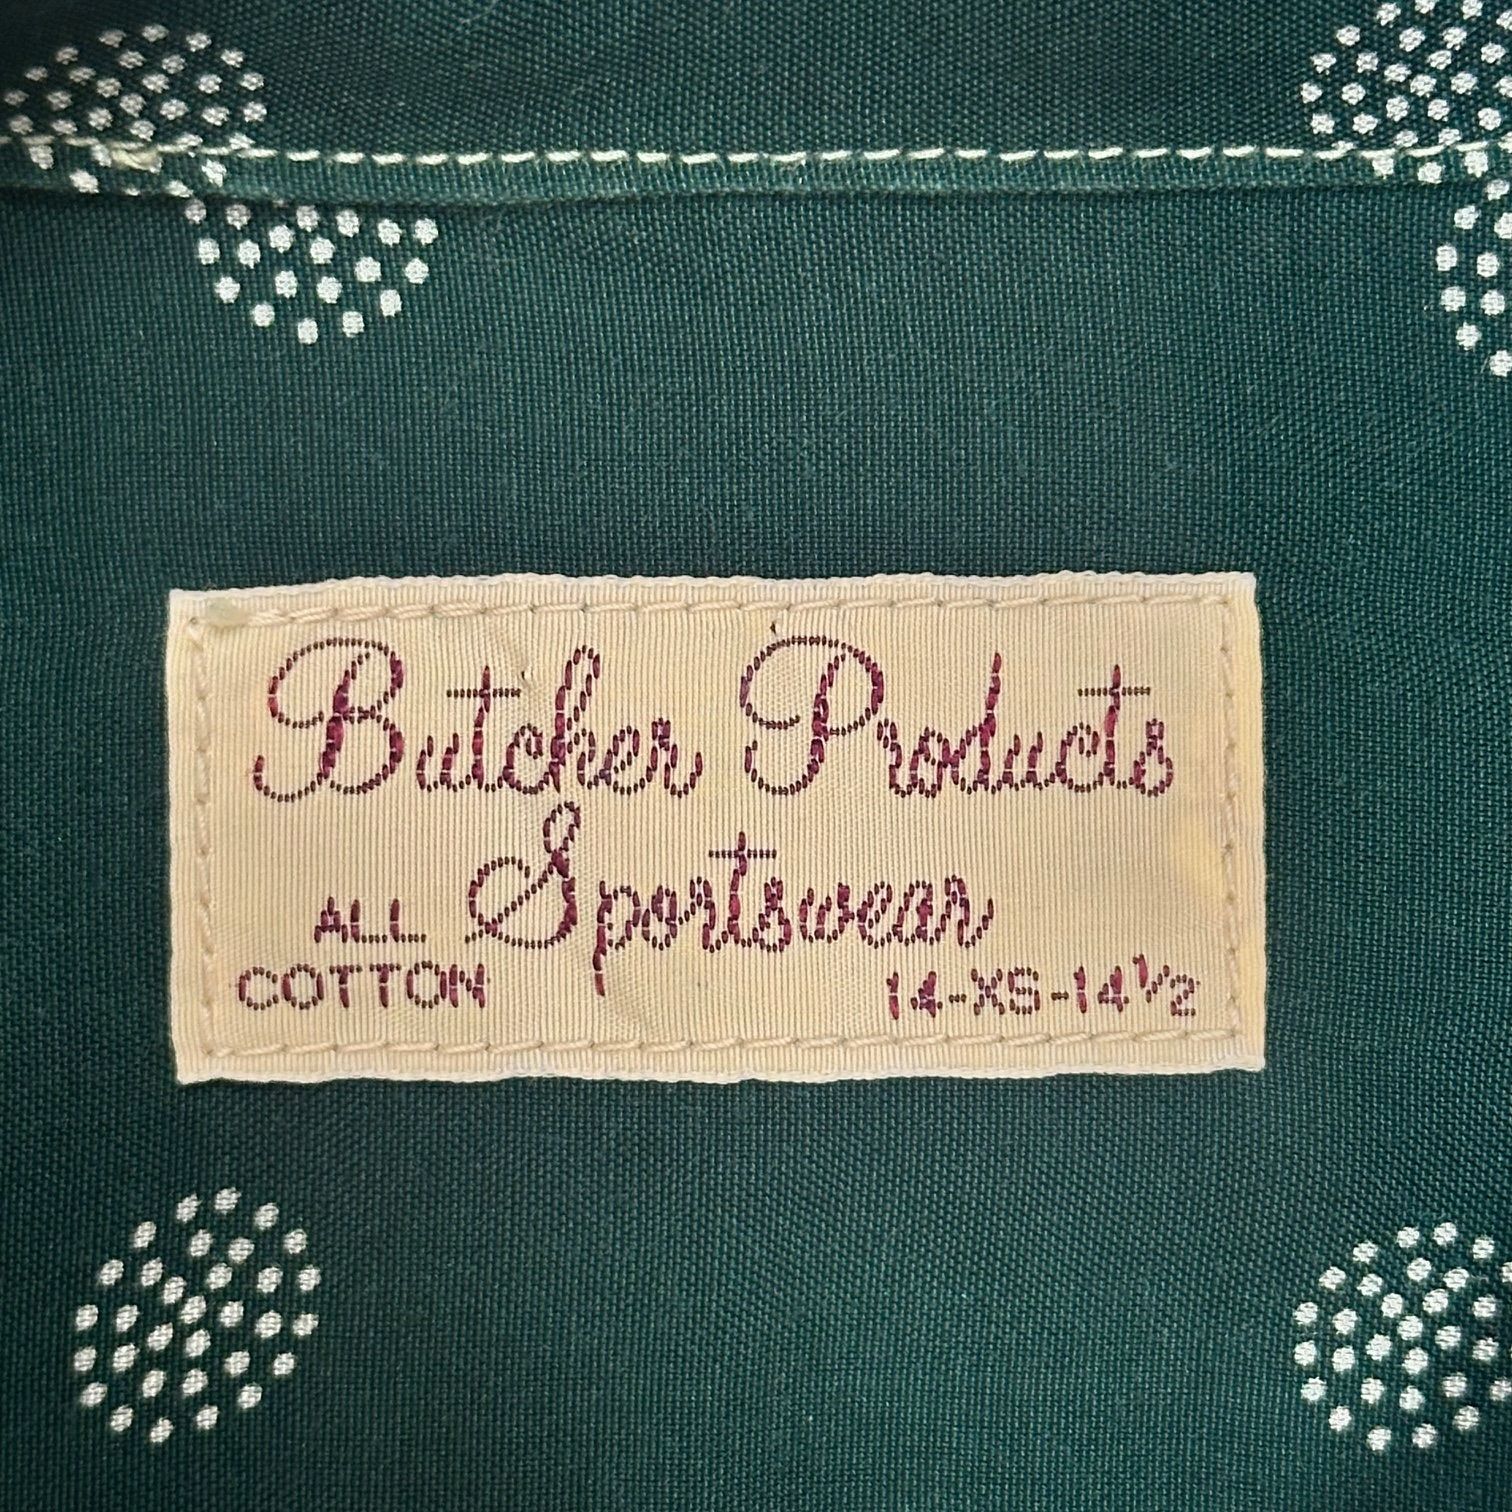 Butcher Products
Sportswear
ALL
COTTON
14-XS-14½